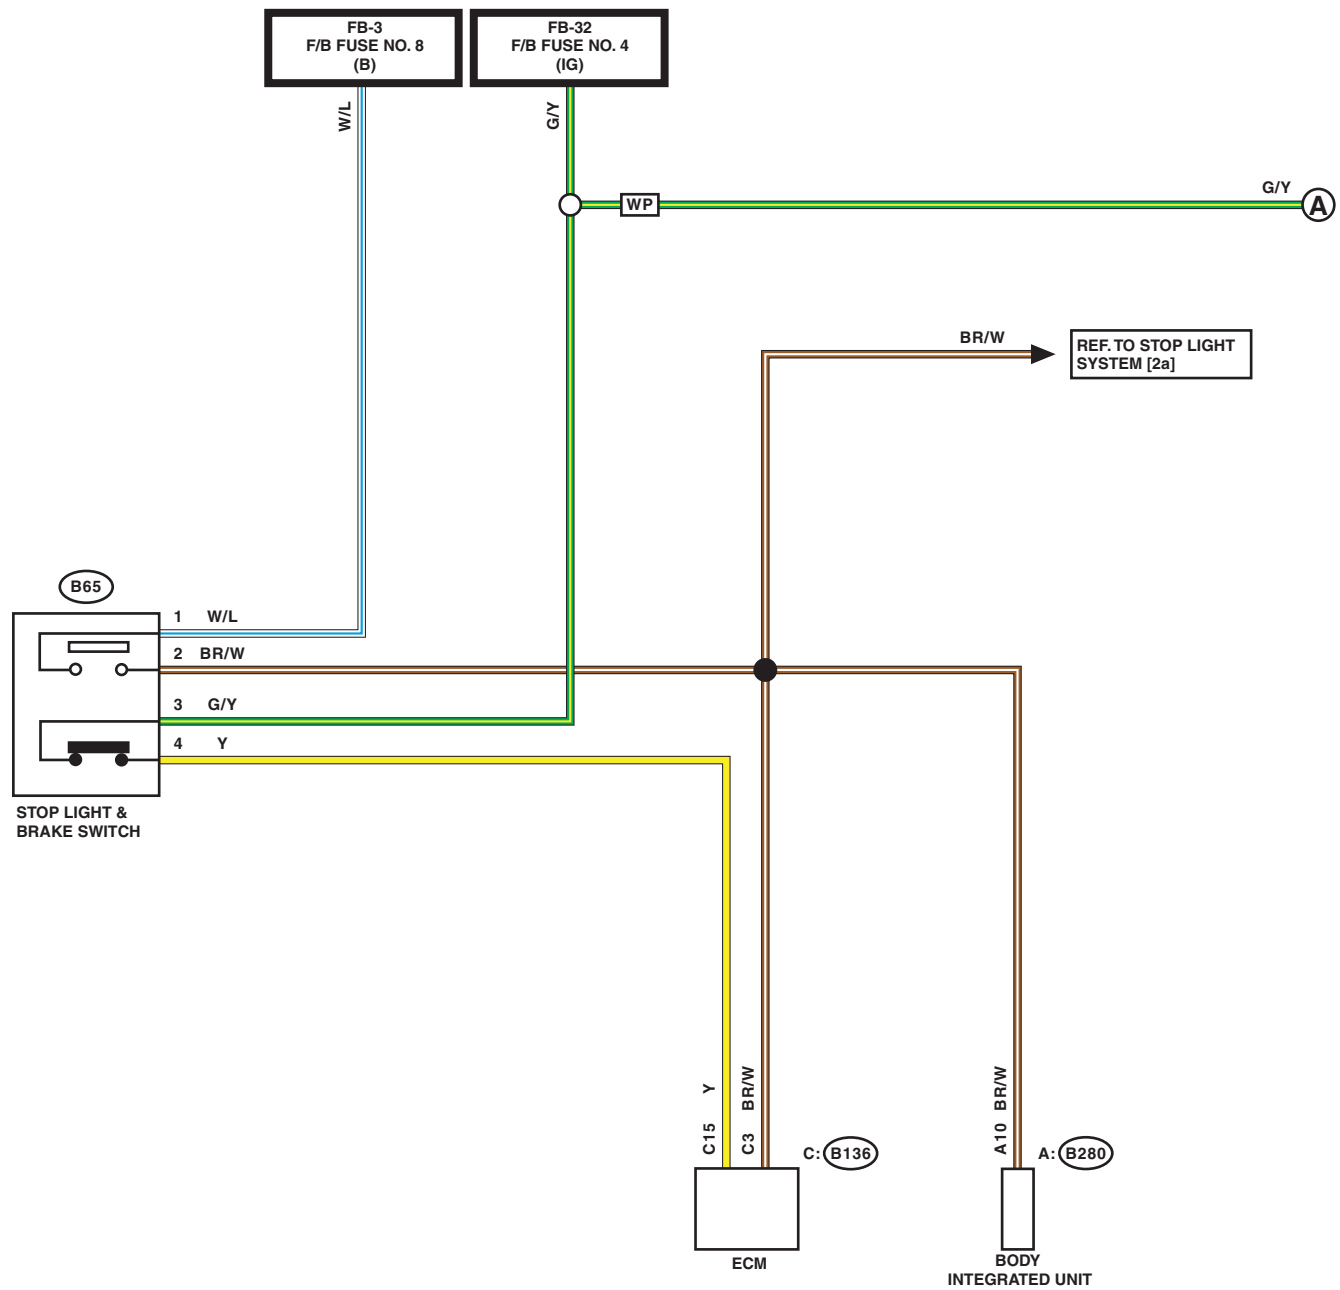 FB-3
F/B FUSE NO. 8
(B)
FB-32
F/B FUSE NO. 4
(IG)
W/L
G/Y
WP
G/Y
A
BR/W
REF. TO STOP LIGHT
SYSTEM [2a]
B65
1 W/L
2 BR/W
3 G/Y
4 Y
STOP LIGHT &
BRAKE SWITCH
C15 Y
C3 BR/W
C: B136
A10 BR/W
A: B280
ECM
BODY
INTEGRATED UNIT